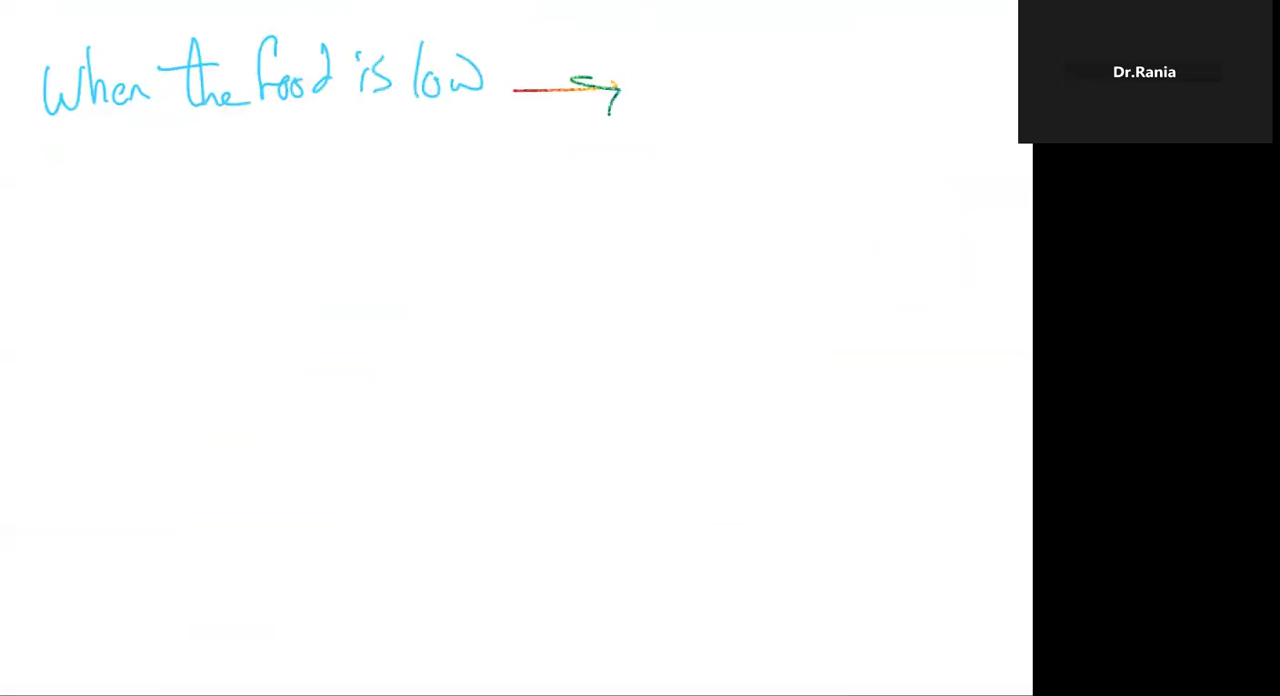 When the food is low →
Dr.Rania